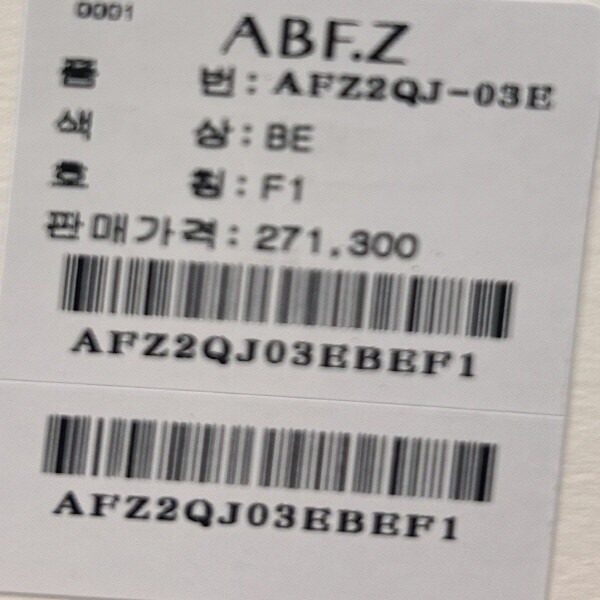 0001
ABF.Z
품 번 : AFZ2QJ-03E
색 상 : BE
호 칭 : F1
판매가격 : 271,300
AFZ2QJ03EBEF1
AFZ2QJ03EBEF1